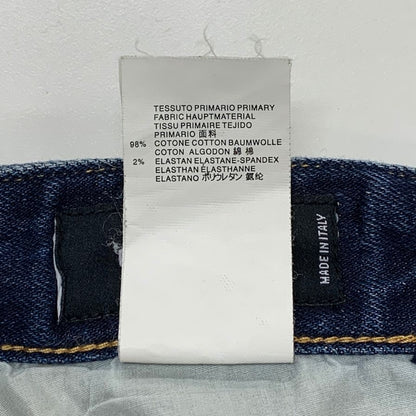 TESSUTO PRIMARIO PRIMARY
FABRIC HAUPTMATERIAL
TISSU PRIMAIRE TEJIDO
PRIMARIO 面料
98% COTONE COTTON BAUMWOLLE
COTON ALGODON 綿 棉
2% ELASTAN ELASTANE-SPANDEX
ELASTHAN ELASTHANNE
ELASTANO ポリウレタン 氨纶
MADE IN ITALY